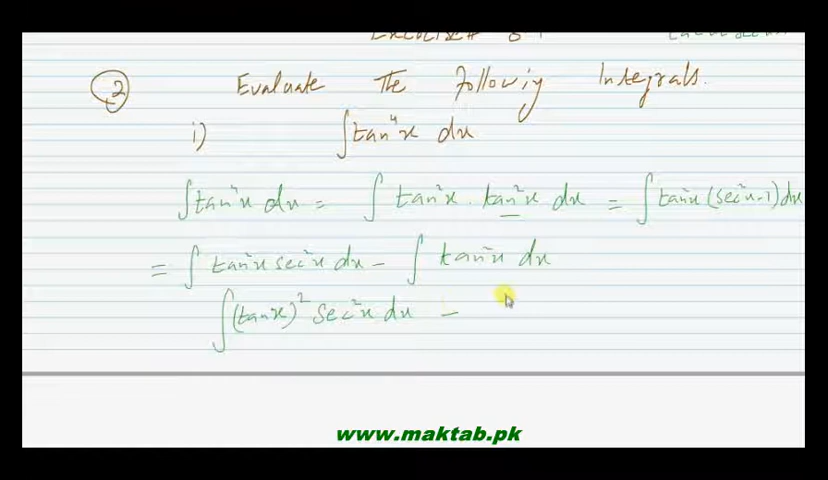 ② Evaluate The Following Integrals.
i) ∫tan⁴x dx
∫tan⁴x dx = ∫ tan²x . tan²x dx = ∫tan²x (sec²x-1)dx
= ∫ tan²x sec²x dx - ∫ tan²x dx
∫(tanx)² sec²x dx -
www.maktab.pk